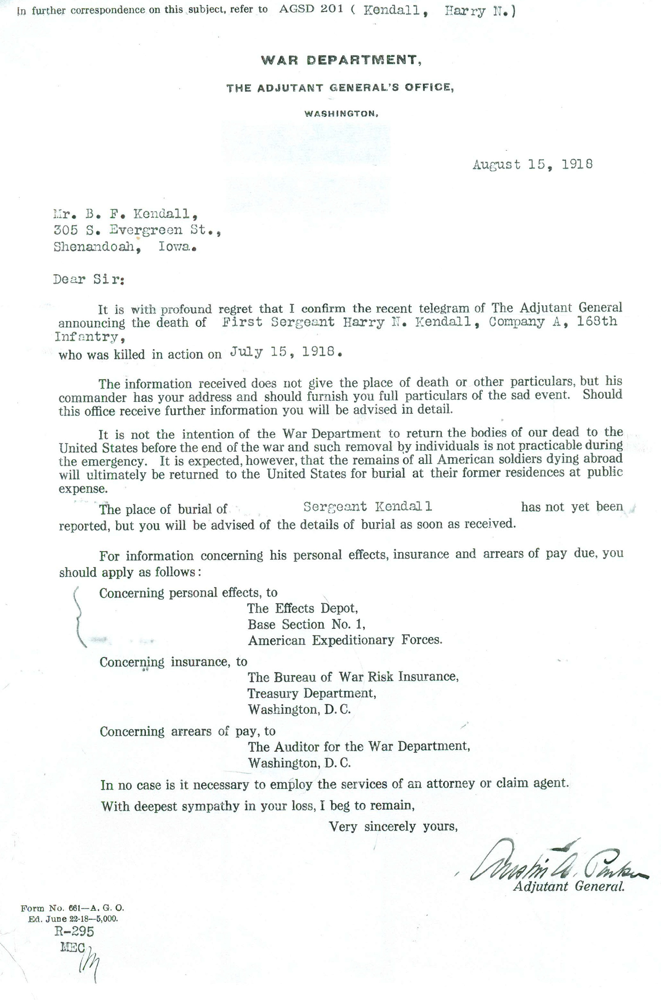 In further correspondence on this subject, refer to AGSD 201 ( Kendall, Harry N.)
WAR DEPARTMENT,
THE ADJUTANT GENERAL'S OFFICE,
WASHINGTON.
August 15, 1918
Mr. B. F. Kendall,
305 S. Evergreen St.,
Shenandoah, Iowa.
Dear Sir:
It is with profound regret that I confirm the recent telegram of The Adjutant General
announcing the death of First Sergeant Harry N. Kendall, Company A, 168th
Infantry,
who was killed in action on July 15, 1918.
The information received does not give the place of death or other particulars, but his
commander has your address and should furnish you full particulars of the sad event. Should
this office receive further information you will be advised in detail.
It is not the intention of the War Department to return the bodies of our dead to the
United States before the end of the war and such removal by individuals is not practicable during
the emergency. It is expected, however, that the remains of all American soldiers dying abroad
will ultimately be returned to the United States for burial at their former residences at public
expense.
The place of burial of Sergeant Kendall has not yet been
reported, but you will be advised of the details of burial as soon as received.
For information concerning his personal effects, insurance and arrears of pay due, you
should apply as follows:
Concerning personal effects, to
The Effects Depot,
Base Section No. 1,
American Expeditionary Forces.
Concerning insurance, to
The Bureau of War Risk Insurance,
Treasury Department,
Washington, D. C.
Concerning arrears of pay, to
The Auditor for the War Department,
Washington, D. C.
In no case is it necessary to employ the services of an attorney or claim agent.
With deepest sympathy in your loss, I beg to remain,
Very sincerely yours,
Austin A. Parker
Adjutant General.
Form No. 661—A. G. O.
Ed. June 22-18—5,000.
R-295
MEC